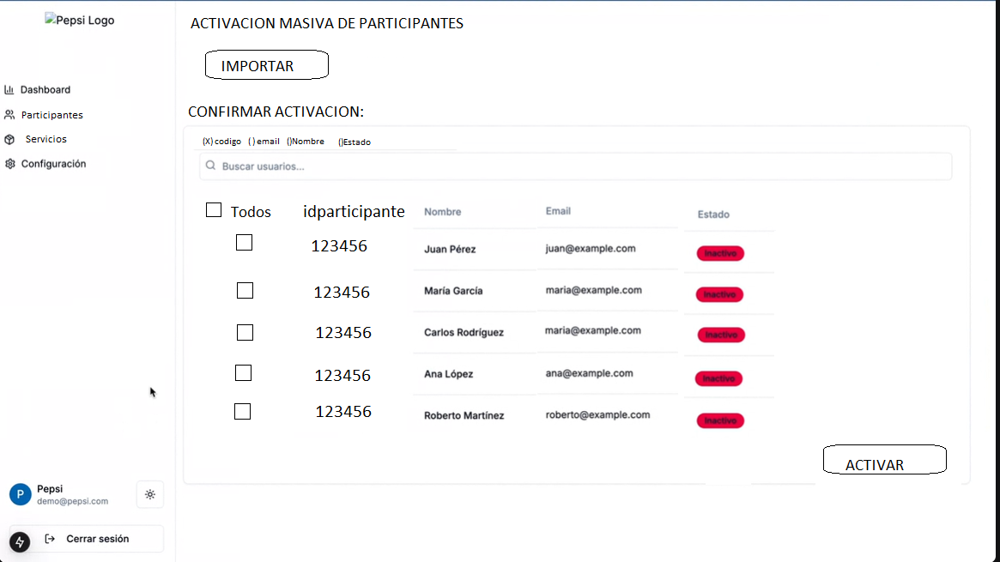 Pepsi Logo
Dashboard
Participantes
Servicios
Configuración
Pepsi
P
demo@pepsi.com
Cerrar sesión
ACTIVACION MASIVA DE PARTICIPANTES
IMPORTAR
CONFIRMAR ACTIVACION:
(X) codigo ( ) email ()Nombre ()Estado
Buscar usuarios...
Todos idparticipante Nombre Email Estado
123456 Juan Pérez juan@example.com Inactivo
123456 María García maria@example.com Inactivo
123456 Carlos Rodríguez maria@example.com Inactivo
123456 Ana López ana@example.com Inactivo
123456 Roberto Martínez roberto@example.com Inactivo
ACTIVAR